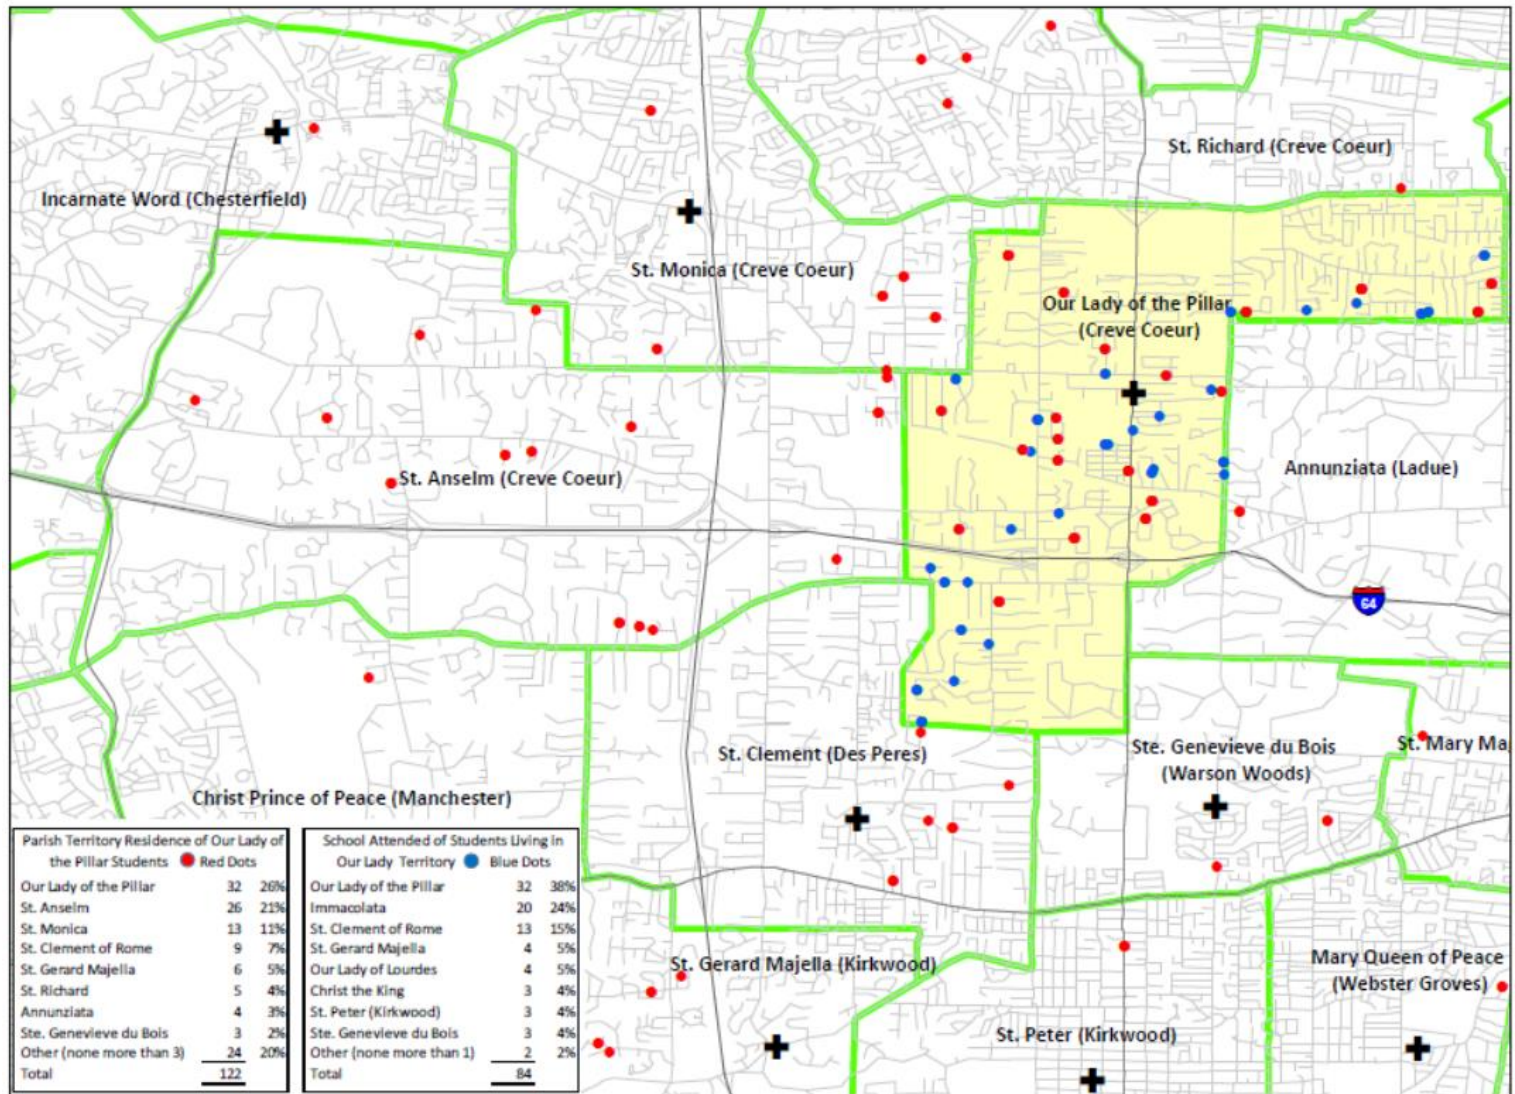 St. Richard (Creve Coeur)
Incarnate Word (Chesterfield)
St. Monica (Creve Coeur)
Our Lady of the Pillar
(Creve Coeur)
St. Anselm (Creve Coeur)
Annunziata (Ladue)
64
St. Clement (Des Peres)
Ste. Genevieve du Bois
(Warson Woods)
St. Mary Ma
Christ Prince of Peace (Manchester)
St. Gerard Majella (Kirkwood)
Mary Queen of Peace
(Webster Groves)
St. Peter (Kirkwood)
Parish Territory Residence of Our Lady of
the Pillar Students Red Dots
Our Lady of the Pillar 32 26%
St. Anselm 26 21%
St. Monica 13 11%
St. Clement of Rome 9 7%
St. Gerard Majella 6 5%
St. Richard 5 4%
Annunziata 4 3%
Ste. Genevieve du Bois 3 2%
Other (none more than 3) 24 20%
Total 122
School Attended of Students Living in
Our Lady Territory Blue Dots
Our Lady of the Pillar 32 38%
Immacolata 20 24%
St. Clement of Rome 13 15%
St. Gerard Majella 4 5%
Our Lady of Lourdes 4 5%
Christ the King 3 4%
St. Peter (Kirkwood) 3 4%
Ste. Genevieve du Bois 3 4%
Other (none more than 1) 2 2%
Total 84